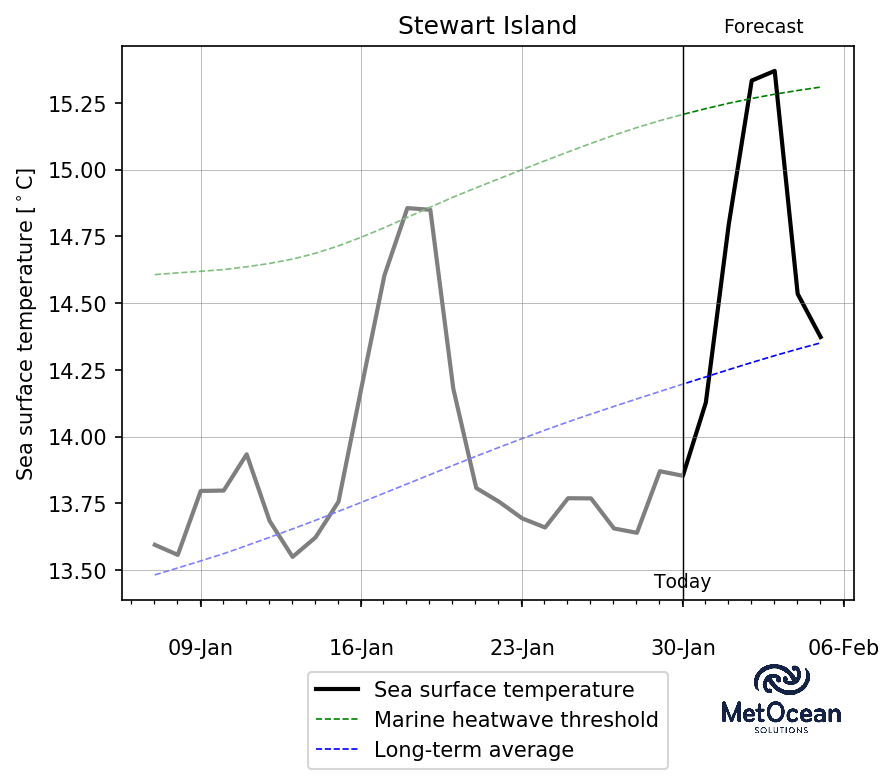 Stewart Island
Forecast
Sea surface temperature [°C]
15.25
15.00
14.75
14.50
14.25
14.00
13.75
13.50
Today
09-Jan
16-Jan
23-Jan
30-Jan
06-Feb
Sea surface temperature
Marine heatwave threshold
Long-term average
MetOcean
SOLUTIONS